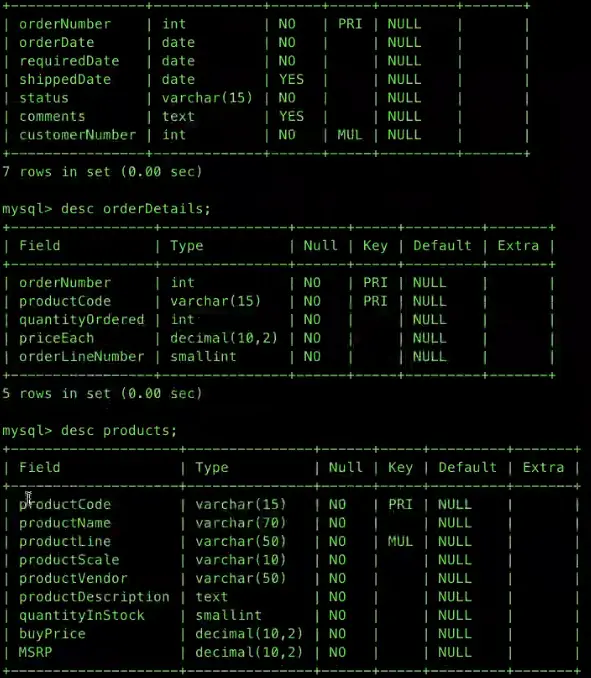 +----------------+-------------+------+-----+---------+-------+
| orderNumber | int | NO | PRI | NULL | |
| orderDate | date | NO | | NULL | |
| requiredDate | date | NO | | NULL | |
| shippedDate | date | YES | | NULL | |
| status | varchar(15) | NO | | NULL | |
| comments | text | YES | | NULL | |
| customerNumber | int | NO | MUL | NULL | |
+----------------+-------------+------+-----+---------+-------+
7 rows in set (0.00 sec)
mysql> desc orderDetails;
+-----------------+---------------+------+-----+---------+-------+
| Field | Type | Null | Key | Default | Extra |
+-----------------+---------------+------+-----+---------+-------+
| orderNumber | int | NO | PRI | NULL | |
| productCode | varchar(15) | NO | PRI | NULL | |
| quantityOrdered | int | NO | | NULL | |
| priceEach | decimal(10,2) | NO | | NULL | |
| orderLineNumber | smallint | NO | | NULL | |
+-----------------+---------------+------+-----+---------+-------+
5 rows in set (0.00 sec)
mysql> desc products;
+--------------------+---------------+------+-----+---------+-------+
| Field | Type | Null | Key | Default | Extra |
+--------------------+---------------+------+-----+---------+-------+
| productCode | varchar(15) | NO | PRI | NULL | |
| productName | varchar(70) | NO | | NULL | |
| productLine | varchar(50) | NO | MUL | NULL | |
| productScale | varchar(10) | NO | | NULL | |
| productVendor | varchar(50) | NO | | NULL | |
| productDescription | text | NO | | NULL | |
| quantityInStock | smallint | NO | | NULL | |
| buyPrice | decimal(10,2) | NO | | NULL | |
| MSRP | decimal(10,2) | NO | | NULL | |
+--------------------+---------------+------+-----+---------+-------+